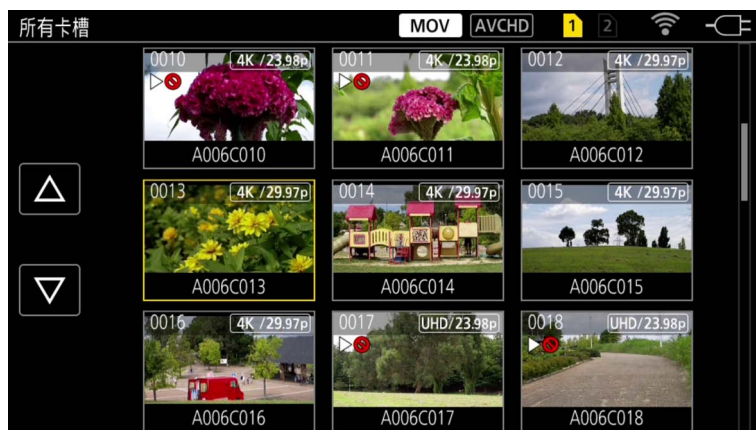 所有卡槽 MOV AVCHD 1 2
0010 4K /23.98p 0011 4K /23.98p 0012 4K /29.97p
A006C010 A006C011 A006C012
0013 4K /29.97p 0014 4K /29.97p 0015 4K /29.97p
A006C013 A006C014 A006C015
0016 4K /29.97p 0017 UHD/23.98p 0018 UHD/23.98p
A006C016 A006C017 A006C018